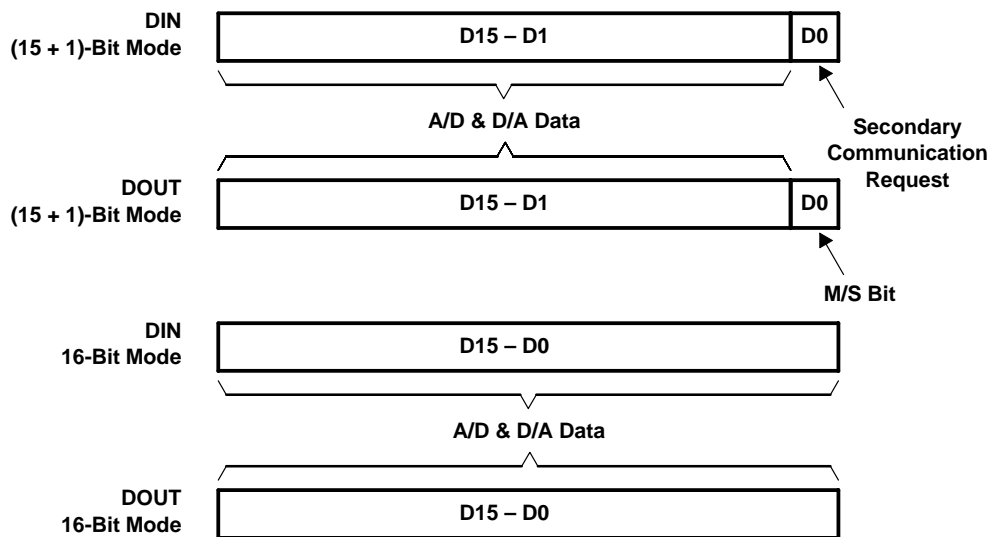 DIN
(15 + 1)-Bit Mode
D15 – D1
D0
A/D & D/A Data
Secondary
Communication
Request
DOUT
(15 + 1)-Bit Mode
D15 – D1
D0
M/S Bit
DIN
16-Bit Mode
D15 – D0
A/D & D/A Data
DOUT
16-Bit Mode
D15 – D0